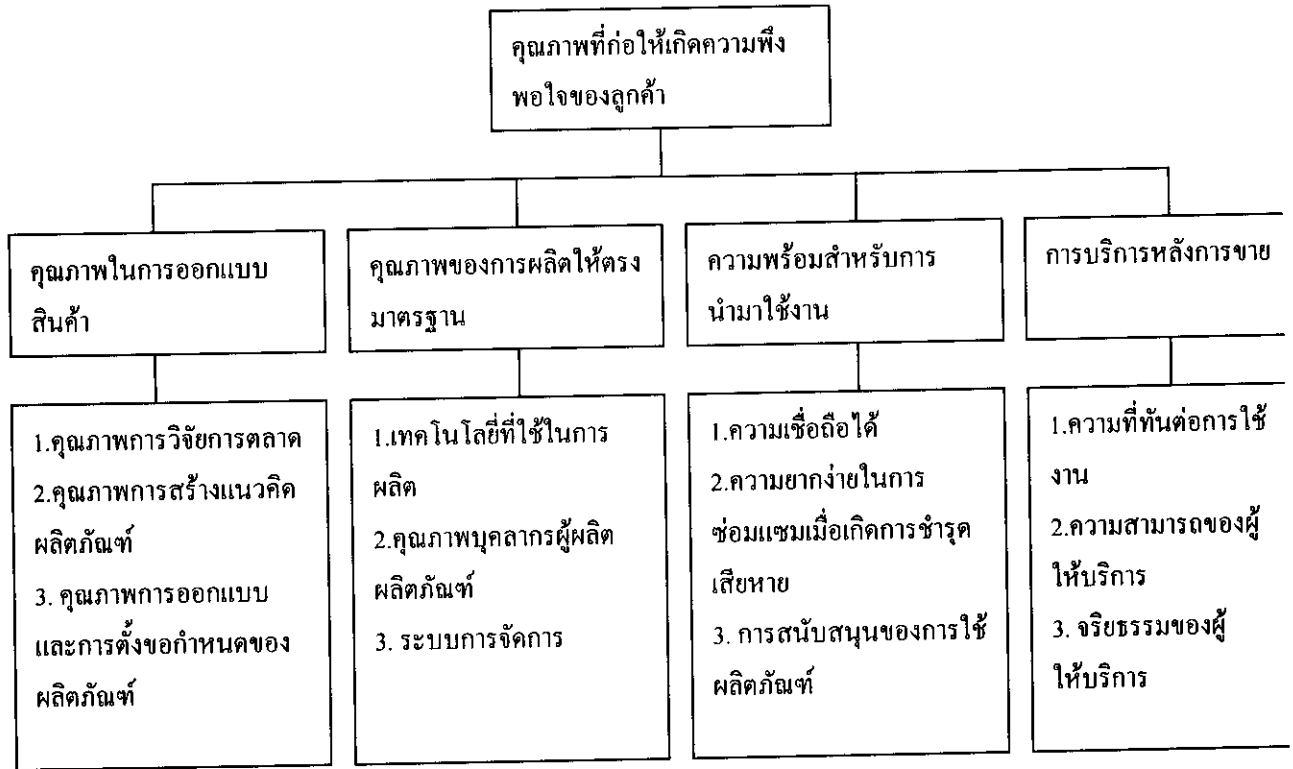 คุณภาพที่ก่อให้เกิดความพึง
พอใจของลูกค้า
คุณภาพในการออกแบบ
สินค้า
คุณภาพของการผลิตให้ตรง
มาตรฐาน
ความพร้อมสำหรับการ
นำมาใช้งาน
การบริการหลังการขาย
1.คุณภาพการวิจัยการตลาด
2.คุณภาพการสร้างแนวคิด
ผลิตภัณฑ์
3. คุณภาพการออกแบบ
และการตั้งขอกำหนดของ
ผลิตภัณฑ์
1.เทคโนโลยี่ที่ใช้ในการ
ผลิต
2.คุณภาพบุคลากรผู้ผลิต
ผลิตภัณฑ์
3. ระบบการจัดการ
1.ความเชื่อถือได้
2.ความยากง่ายในการ
ซ่อมแซมเมื่อเกิดการชำรุด
เสียหาย
3. การสนับสนุนของการใช้
ผลิตภัณฑ์
1.ความที่ทันต่อการใช้
งาน
2.ความสามารถของผู้
ให้บริการ
3. จริยธรรมของผู้
ให้บริการ